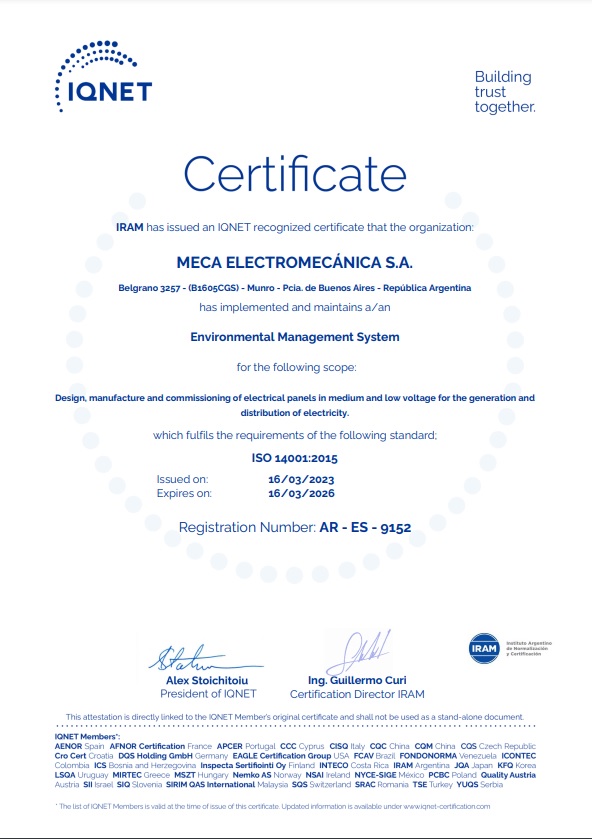 IQNET
Building
trust
together.
Certificate
IRAM has issued an IQNET recognized certificate that the organization:
MECA ELECTROMECÁNICA S.A.
Belgrano 3257 - (B1605CGS) - Munro - Pcia. de Buenos Aires - República Argentina
has implemented and maintains a/an
Environmental Management System
for the following scope:
Design, manufacture and commissioning of electrical panels in medium and low voltage for the generation and
distribution of electricity.
which fulfils the requirements of the following standard;
ISO 14001:2015
Issued on: 16/03/2023
Expires on: 16/03/2026
Registration Number: AR - ES - 9152
Alex Stoichitoiu
President of IQNET
Ing. Guillermo Curi
Certification Director IRAM
IRAM
Instituto Argentino
de Normalización
y Certificación
This attestation is directly linked to the IQNET Member's original certificate and shall not be used as a stand-alone document.
IQNET Members*:
AENOR Spain AFNOR Certification France APCER Portugal CCC Cyprus CISQ Italy CQC China CQM China CQS Czech Republic
Cro Cert Croatia DQS Holding GmbH Germany EAGLE Certification Group USA FCAV Brazil FONDONORMA Venezuela ICONTEC
Colombia ICS Bosnia and Herzegovina Inspecta Sertifiointi Oy Finland INTECO Costa Rica IRAM Argentina JQA Japan KFQ Korea
LSQA Uruguay MIRTEC Greece MSZT Hungary Nemko AS Norway NSAI Ireland NYCE-SIGE México PCBC Poland Quality Austria
Austria SII Israel SIQ Slovenia SIRIM QAS International Malaysia SQS Switzerland SRAC Romania TSE Turkey YUQS Serbia
* The list of IQNET Members is valid at the time of issue of this certificate. Updated information is available under www.iqnet-certification.com